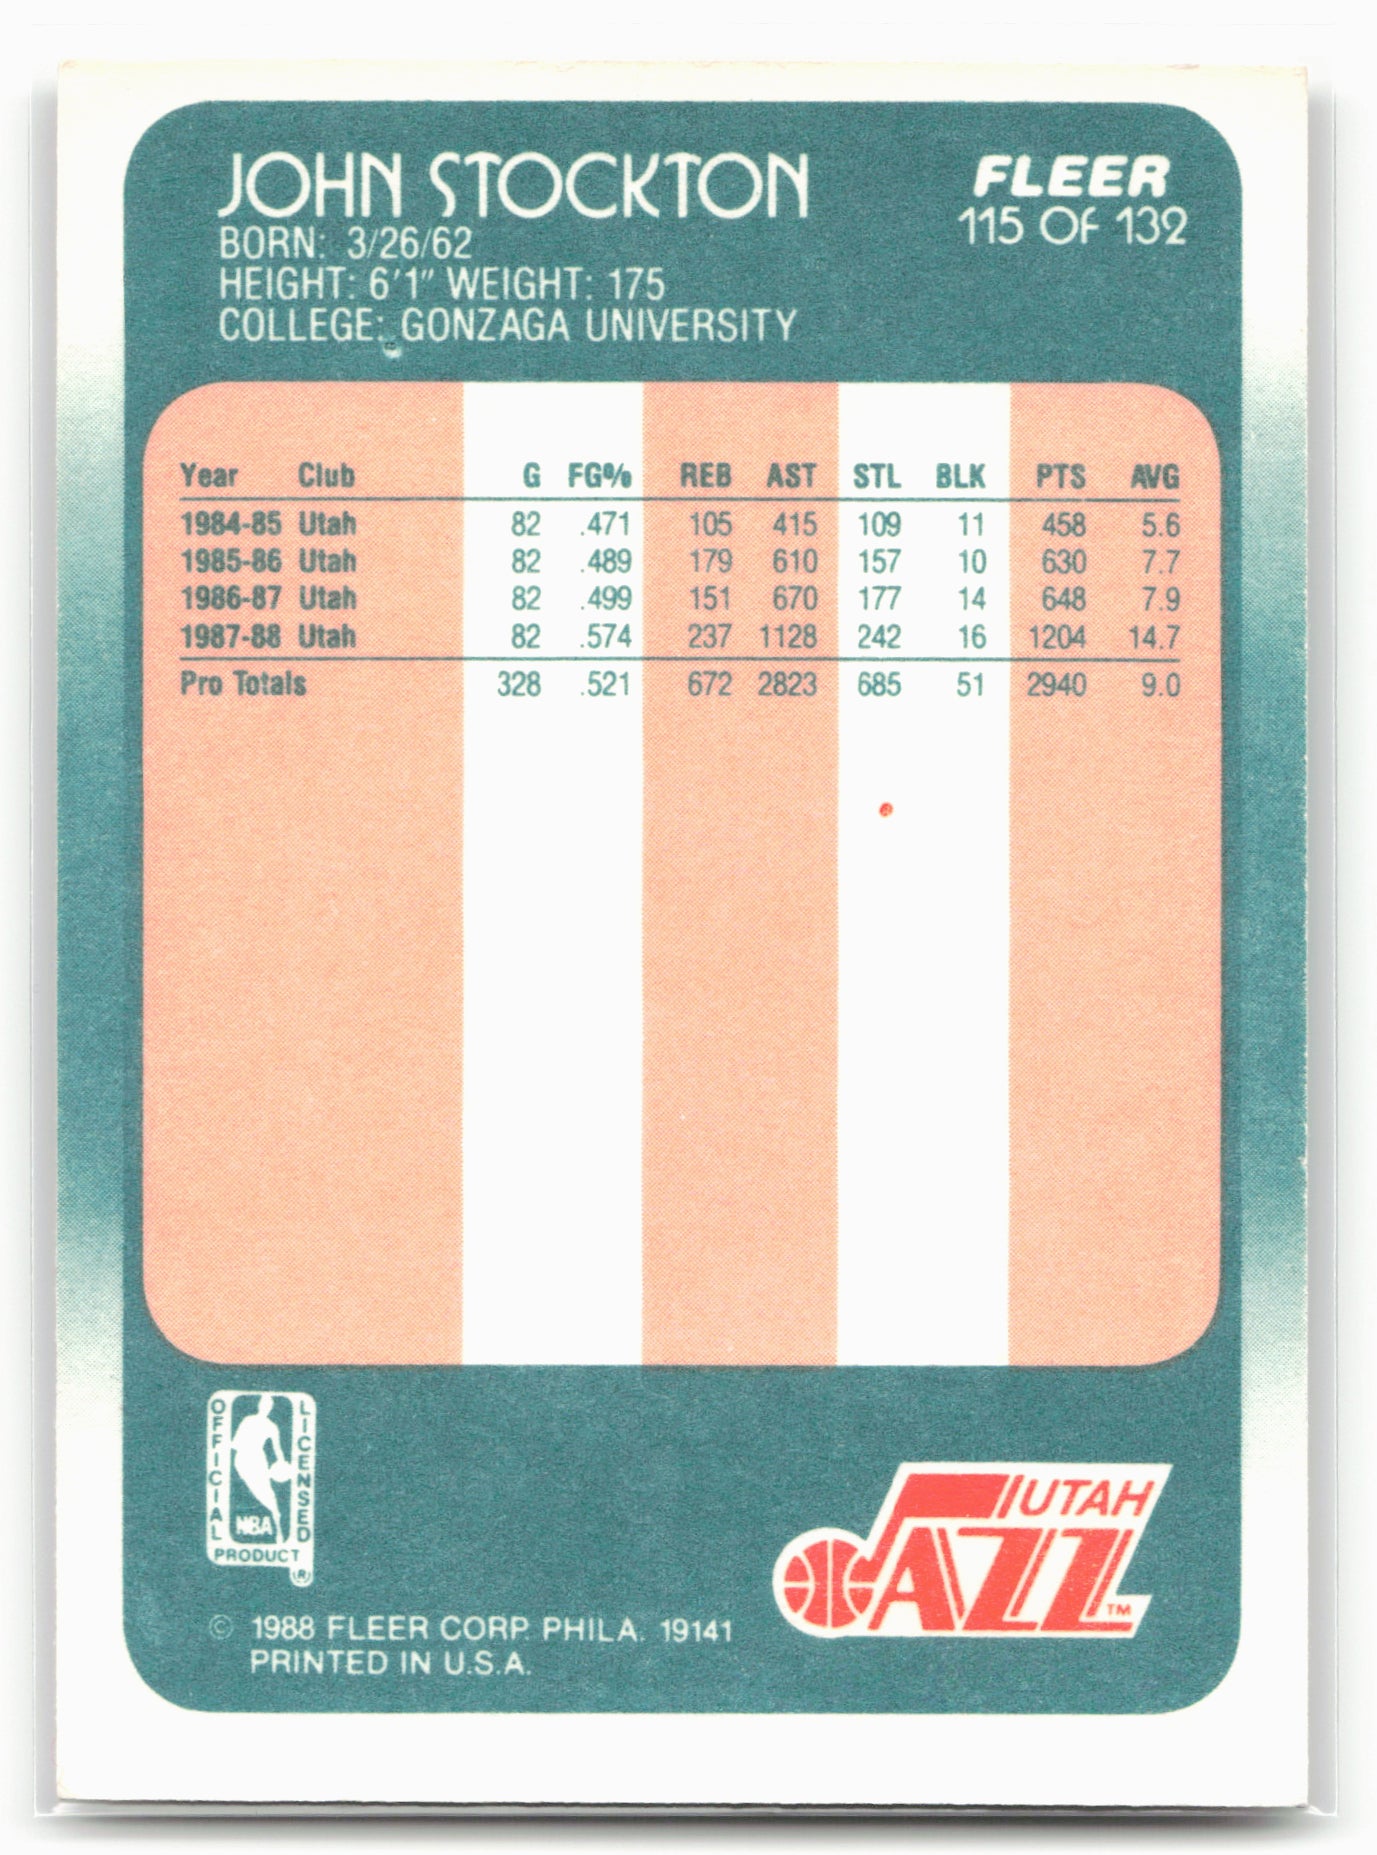 JOHN STOCKTON
FLEER
115 OF 132
BORN: 3/26/62
HEIGHT: 6'1" WEIGHT: 175
COLLEGE: GONZAGA UNIVERSITY
Year Club G FG% REB AST STL BLK PTS AVG
1984-85 Utah 82 .471 105 415 109 11 458 5.6
1985-86 Utah 82 .489 179 610 157 10 630 7.7
1986-87 Utah 82 .499 151 670 177 14 648 7.9
1987-88 Utah 82 .574 237 1128 242 16 1204 14.7
Pro Totals 328 .521 672 2823 685 51 2940 9.0
OFFICIAL
LICENSED
NBA
PRODUCT
®
UTAH
JAZZ
TM
© 1988 FLEER CORP. PHILA. 19141
PRINTED IN U.S.A.